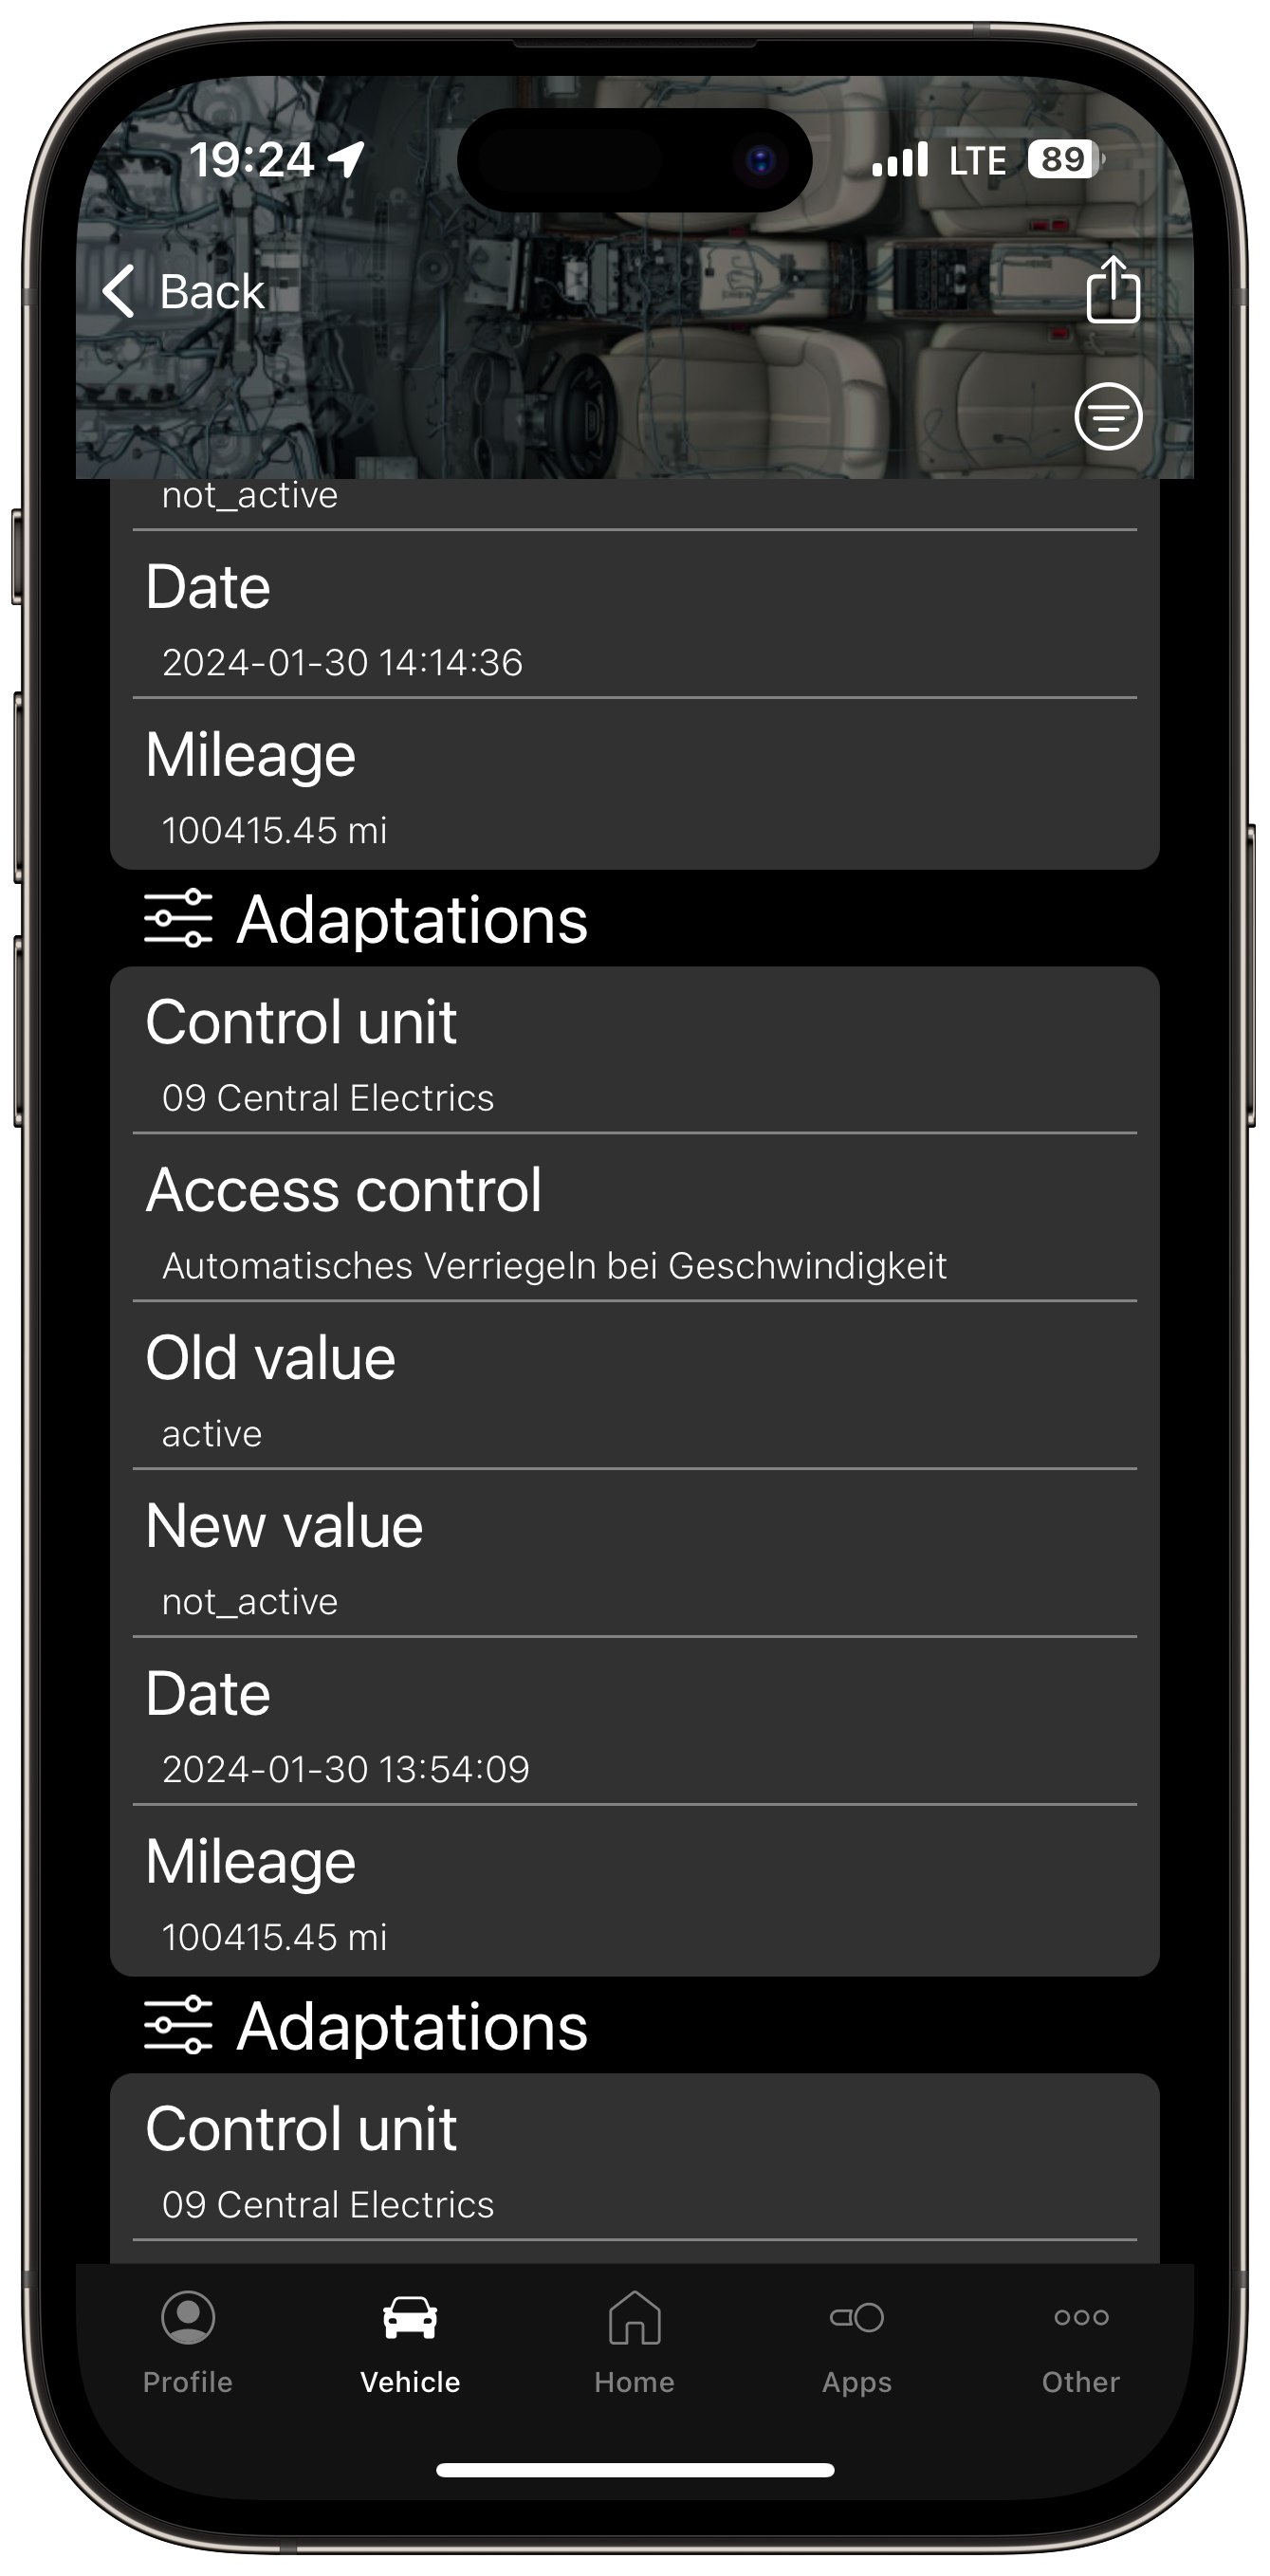 19:24
LTE
89
Back
not_active
Date
2024-01-30 14:14:36
Mileage
100415.45 mi
Adaptations
Control unit
09 Central Electrics
Access control
Automatisches Verriegeln bei Geschwindigkeit
Old value
active
New value
not_active
Date
2024-01-30 13:54:09
Mileage
100415.45 mi
Adaptations
Control unit
09 Central Electrics
Profile
Vehicle
Home
Apps
Other